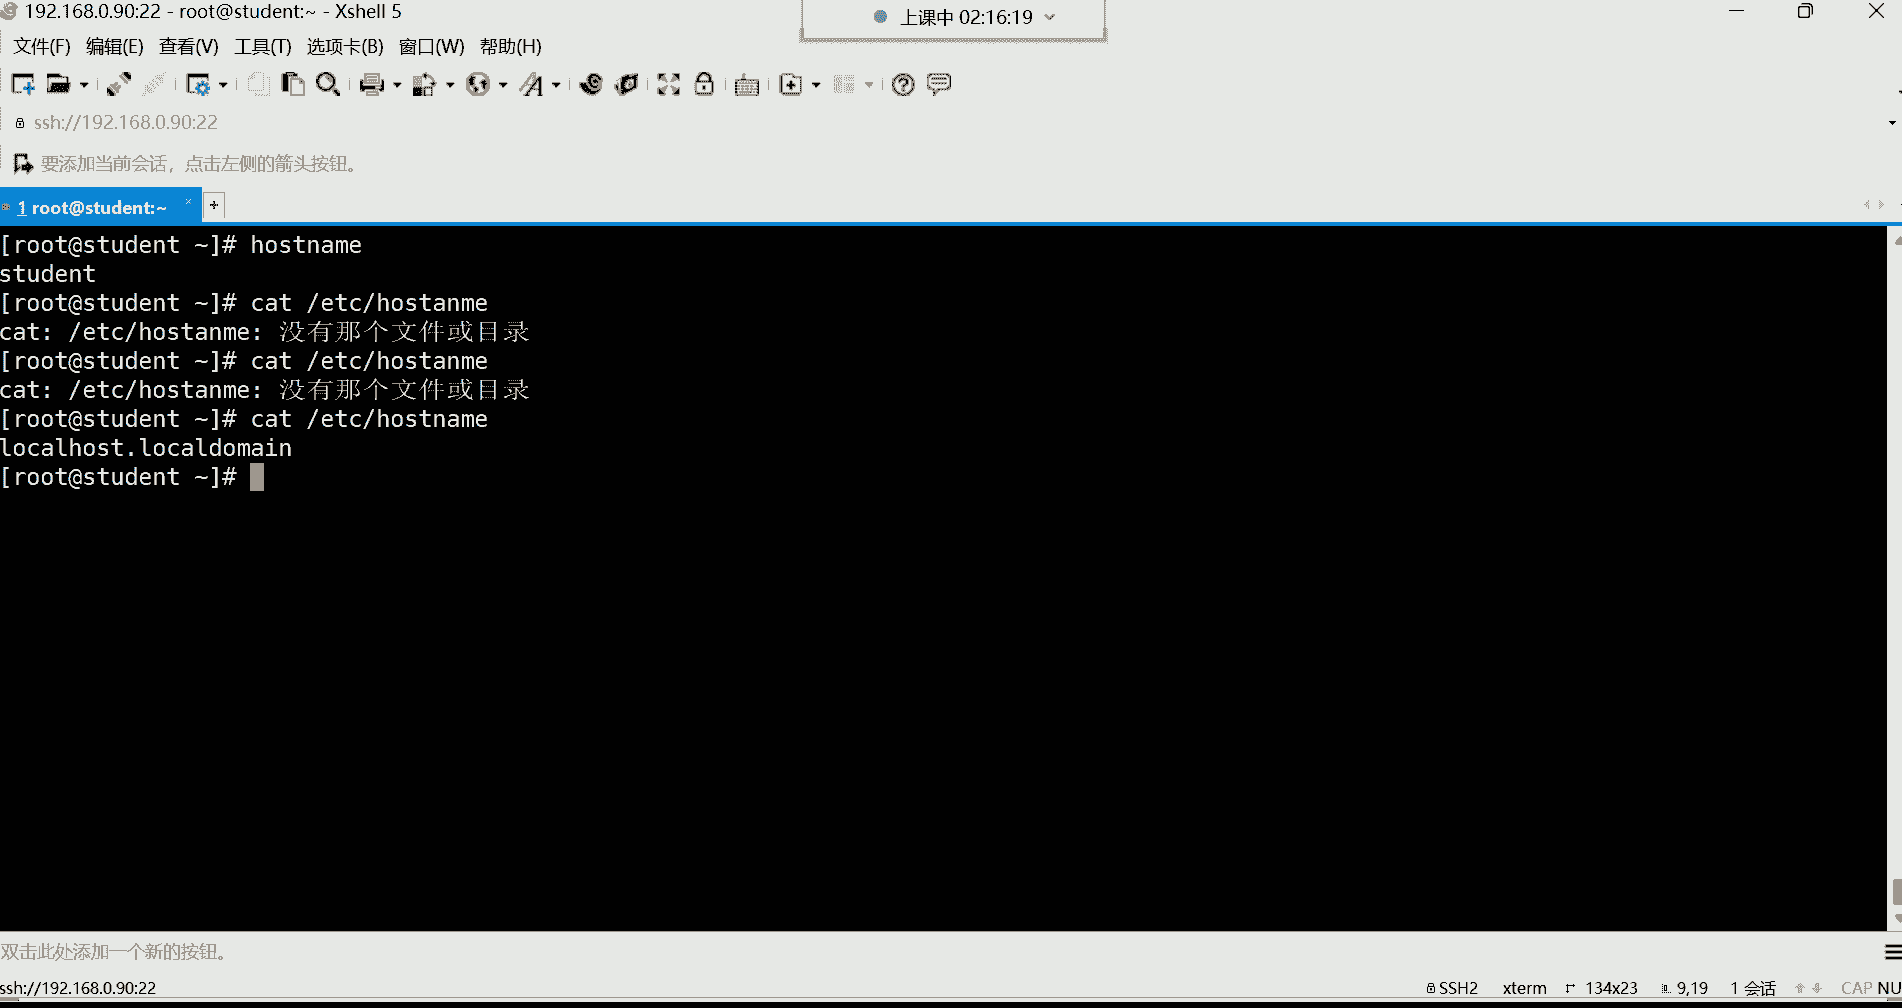 192.168.0.90:22 - root@student:~ - Xshell 5
上课中 02:16:19
文件(F) 编辑(E) 查看(V) 工具(T) 选项卡(B) 窗口(W) 帮助(H)
ssh://192.168.0.90:22
要添加当前会话，点击左侧的箭头按钮。
1 root@student:~
[root@student ~]# hostname
student
[root@student ~]# cat /etc/hostanme
cat: /etc/hostanme: 没有那个文件或目录
[root@student ~]# cat /etc/hostanme
cat: /etc/hostanme: 没有那个文件或目录
[root@student ~]# cat /etc/hostname
localhost.localdomain
[root@student ~]#
双击此处添加一个新的按钮。
ssh://192.168.0.90:22 SSH2 xterm 134x23 9,19 1 会话 CAP NU